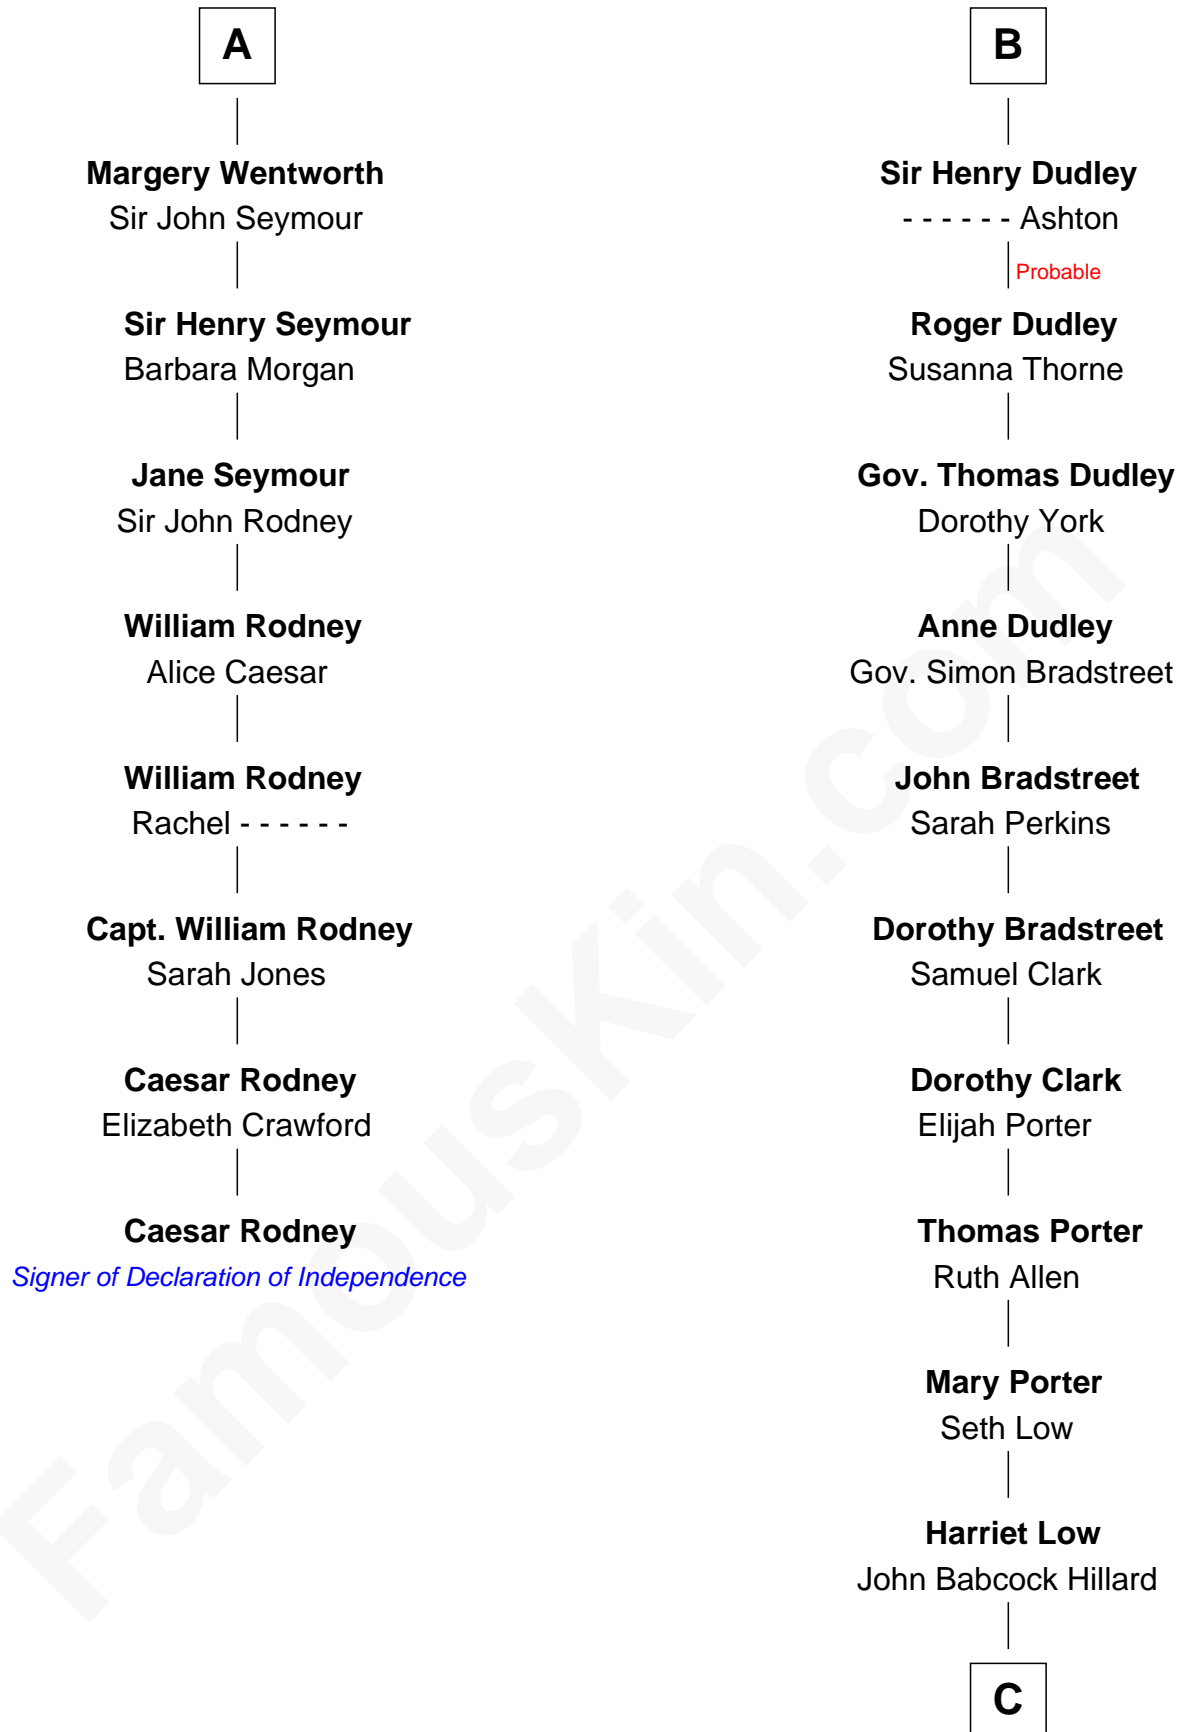 A
Margery Wentworth
Sir John Seymour
Sir Henry Seymour
Barbara Morgan
Jane Seymour
Sir John Rodney
William Rodney
Alice Caesar
William Rodney
Rachel - - - - - -
Capt. William Rodney
Sarah Jones
Caesar Rodney
Elizabeth Crawford
Caesar Rodney
Signer of Declaration of Independence
B
Sir Henry Dudley
- - - - - - Ashton
Probable
Roger Dudley
Susanna Thorne
Gov. Thomas Dudley
Dorothy York
Anne Dudley
Gov. Simon Bradstreet
John Bradstreet
Sarah Perkins
Dorothy Bradstreet
Samuel Clark
Dorothy Clark
Elijah Porter
Thomas Porter
Ruth Allen
Mary Porter
Seth Low
Harriet Low
John Babcock Hillard
C
FamousKin.com